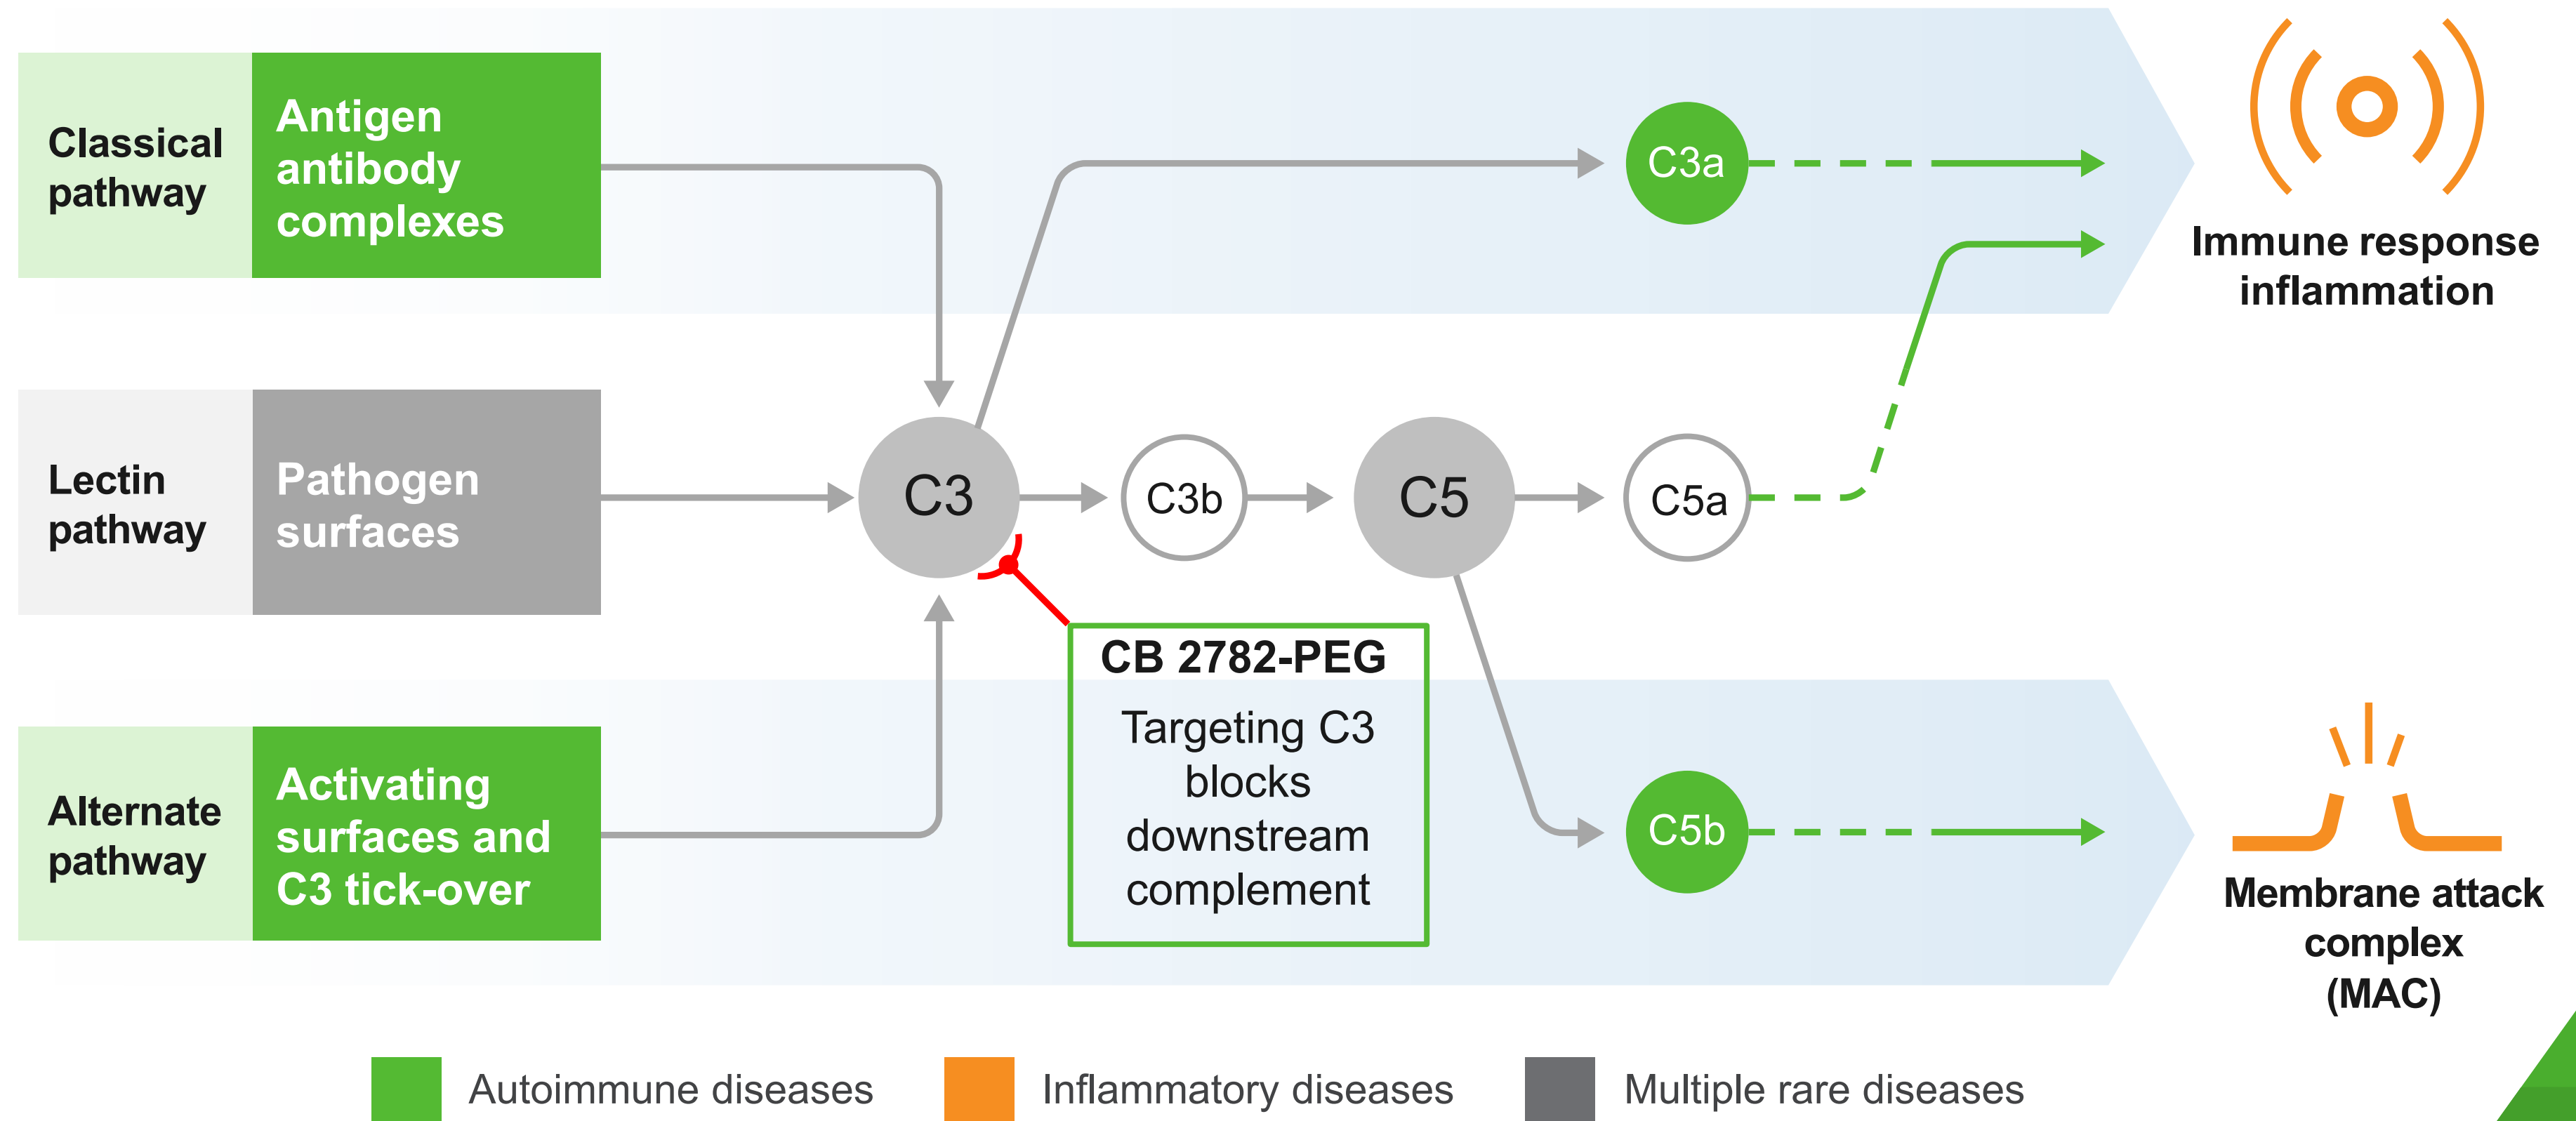 Classical
pathway
Antigen
antibody
complexes
C3a
Immune response
inflammation
Lectin
pathway
Pathogen
surfaces
C3
C3b
C5
C5a
CB 2782-PEG
Targeting C3
blocks
downstream
complement
Alternate
pathway
Activating
surfaces and
C3 tick-over
C5b
Membrane attack
complex
(MAC)
Autoimmune diseases
Inflammatory diseases
Multiple rare diseases